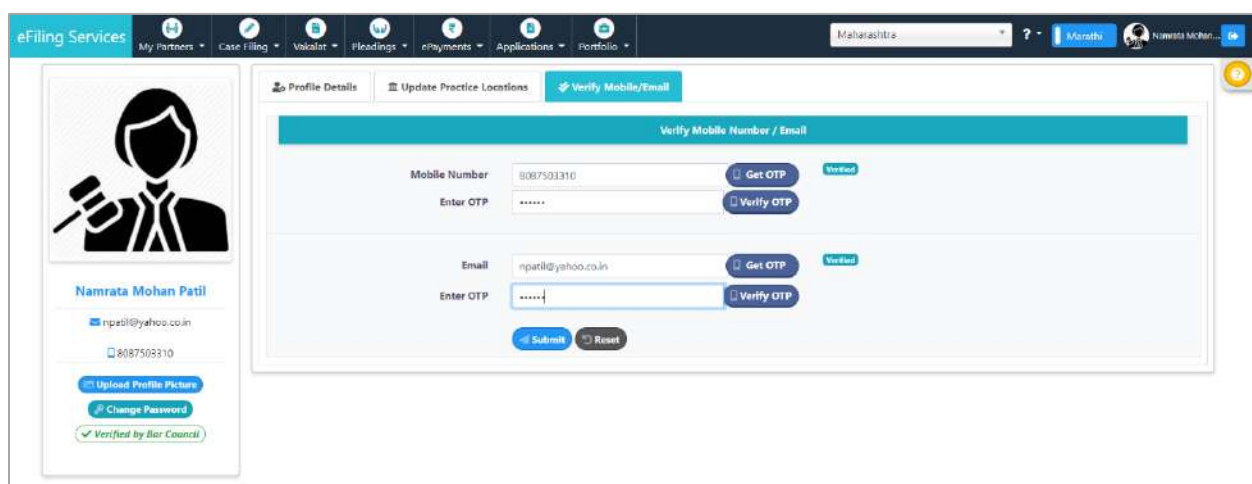 eFiling Services
My Partners
Case Filing
Vakalat
Pleadings
ePayments
Applications
Portfolio
Maharashtra
?
Marathi
Namrata Mohan...
Profile Details
Update Practice Locations
Verify Mobile/Email
Verify Mobile Number / Email
Mobile Number
8087503310
Get OTP
Verified
Enter OTP
••••••
Verify OTP
Email
npatil@yahoo.co.in
Get OTP
Verified
Enter OTP
••••••
Verify OTP
Submit
Reset
Namrata Mohan Patil
npatil@yahoo.co.in
8087503310
Upload Profile Picture
Change Password
Verified by Bar Council